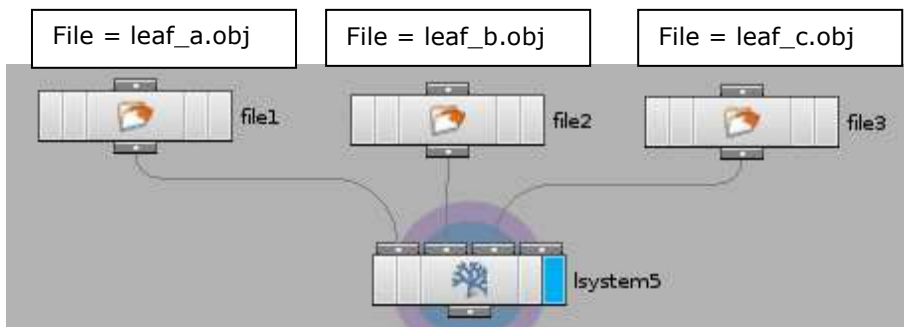 File = leaf_a.obj
File = leaf_b.obj
File = leaf_c.obj
file1
file2
file3
lsystem5